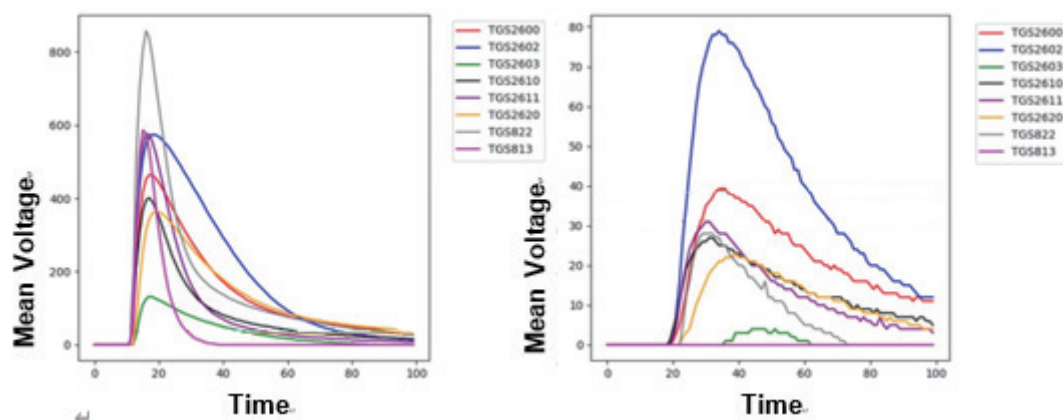 TGS2600
TGS2602
TGS2603
TGS2610
TGS2611
TGS2620
TGS822
TGS813
800
600
400
200
0
0 20 40 60 80 100
Mean Voltage
Time
TGS2600
TGS2602
TGS2603
TGS2610
TGS2611
TGS2620
TGS822
TGS813
80
70
60
50
40
30
20
10
0
0 20 40 60 80 100
Mean Voltage
Time